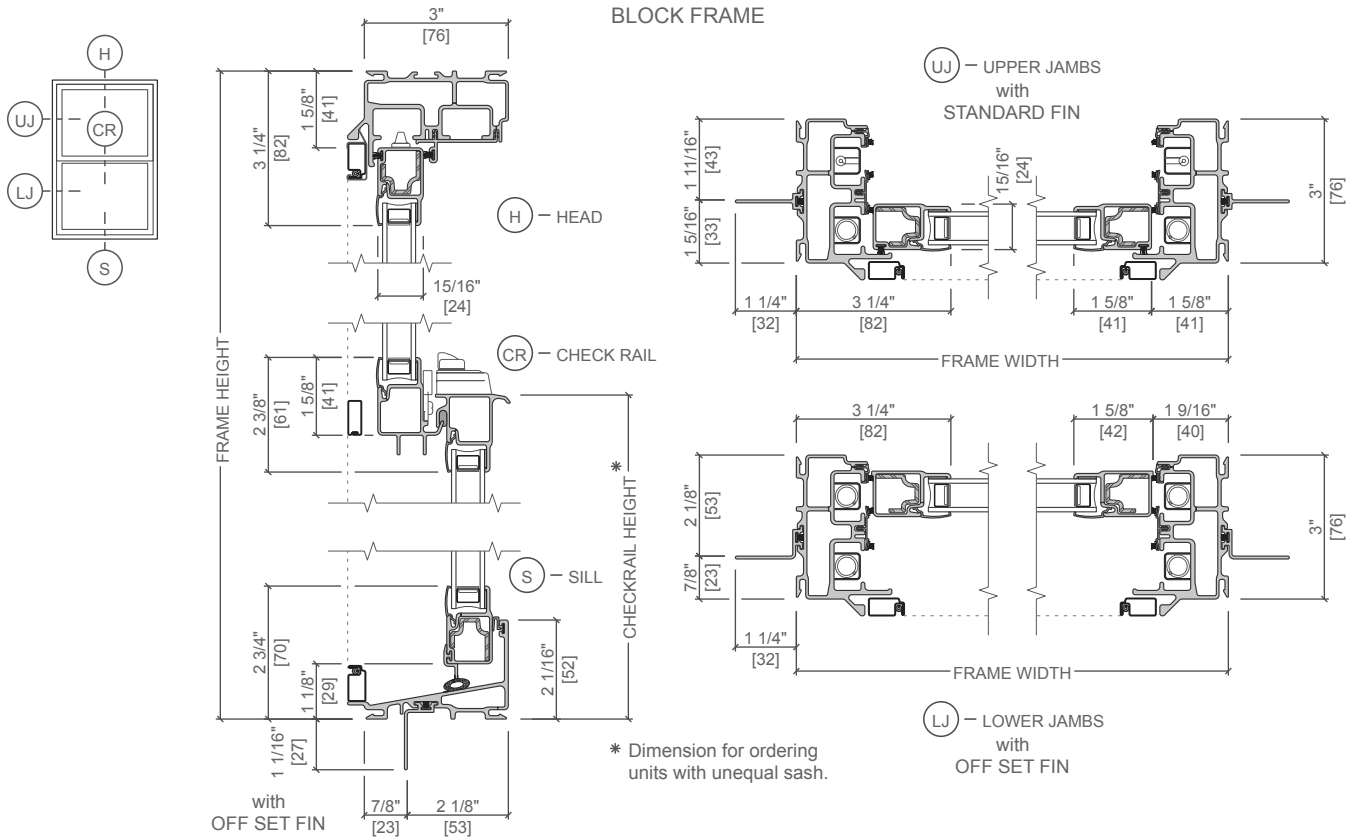 BLOCK FRAME
H
UJ
CR
LJ
S
3"
[76]
3 1/4"
[82]
1 5/8"
[41]
H – HEAD
15/16"
[24]
FRAME HEIGHT
CR – CHECK RAIL
2 3/8"
[61]
1 5/8"
[41]
* CHECKRAIL HEIGHT
S – SILL
2 3/4"
[70]
1 1/8"
[29]
2 1/16"
[52]
1 1/16"
[27]
with
OFF SET FIN
7/8"
[23]
2 1/8"
[53]
* Dimension for ordering
units with unequal sash.
UJ – UPPER JAMBS
with
STANDARD FIN
1 11/16"
[43]
1 5/16"
[33]
15/16"
[24]
3"
[76]
1 1/4"
[32]
3 1/4"
[82]
1 5/8"
[41]
1 5/8"
[41]
FRAME WIDTH
3 1/4"
[82]
1 5/8"
[42]
1 9/16"
[40]
2 1/8"
[53]
7/8"
[23]
3"
[76]
1 1/4"
[32]
FRAME WIDTH
LJ – LOWER JAMBS
with
OFF SET FIN